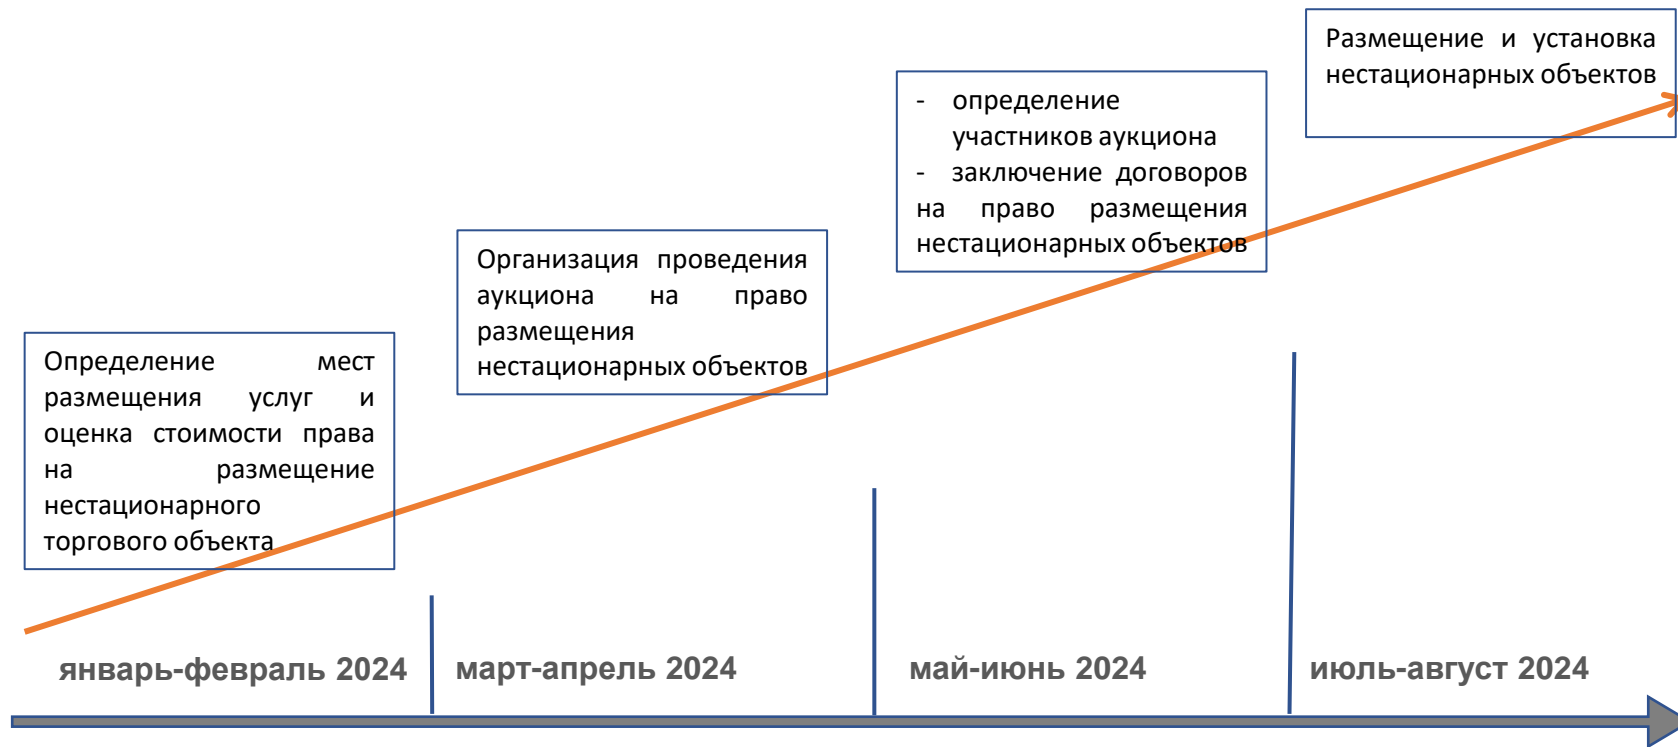 Размещение и установка
нестационарных объектов
- определение
участников аукциона
- заключение договоров
на право размещения
нестационарных объектов
Организация проведения
аукциона на право
размещения
нестационарных объектов
Определение мест
размещения услуг и
оценка стоимости права
на размещение
нестационарного
торгового объекта
январь-февраль 2024
март-апрель 2024
май-июнь 2024
июль-август 2024